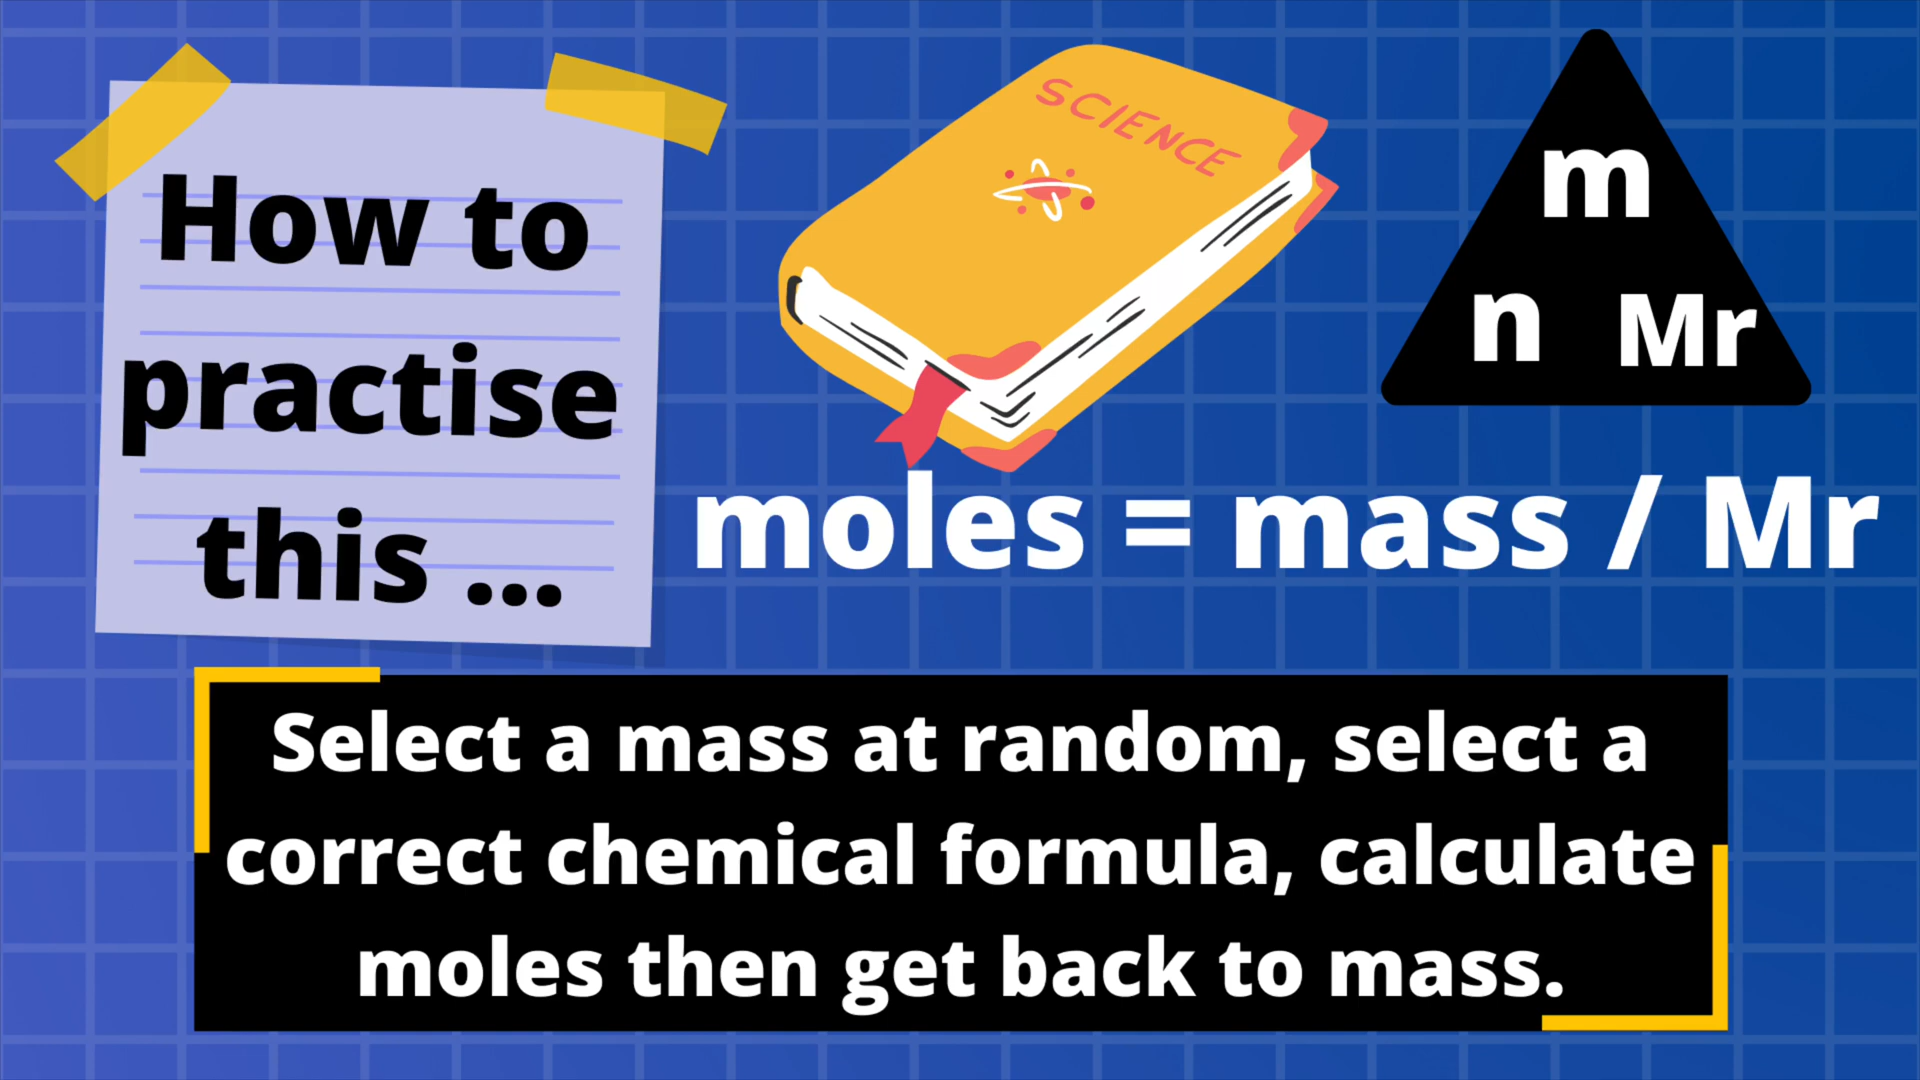 How to
practise
this ...
SCIENCE
m
n Mr
moles = mass / Mr
Select a mass at random, select a
correct chemical formula, calculate
moles then get back to mass.